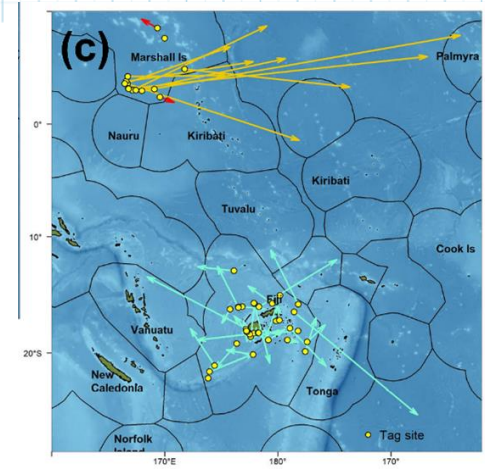 (c)
Marshall Is
Palmyra
0°
Nauru
Kiribati
Kiribati
Tuvalu
10°
Cook Is
Fiji
Vanuatu
20°S
New
Caledonia
Tonga
Norfolk
Island
Tag site
170°E
180°
170°